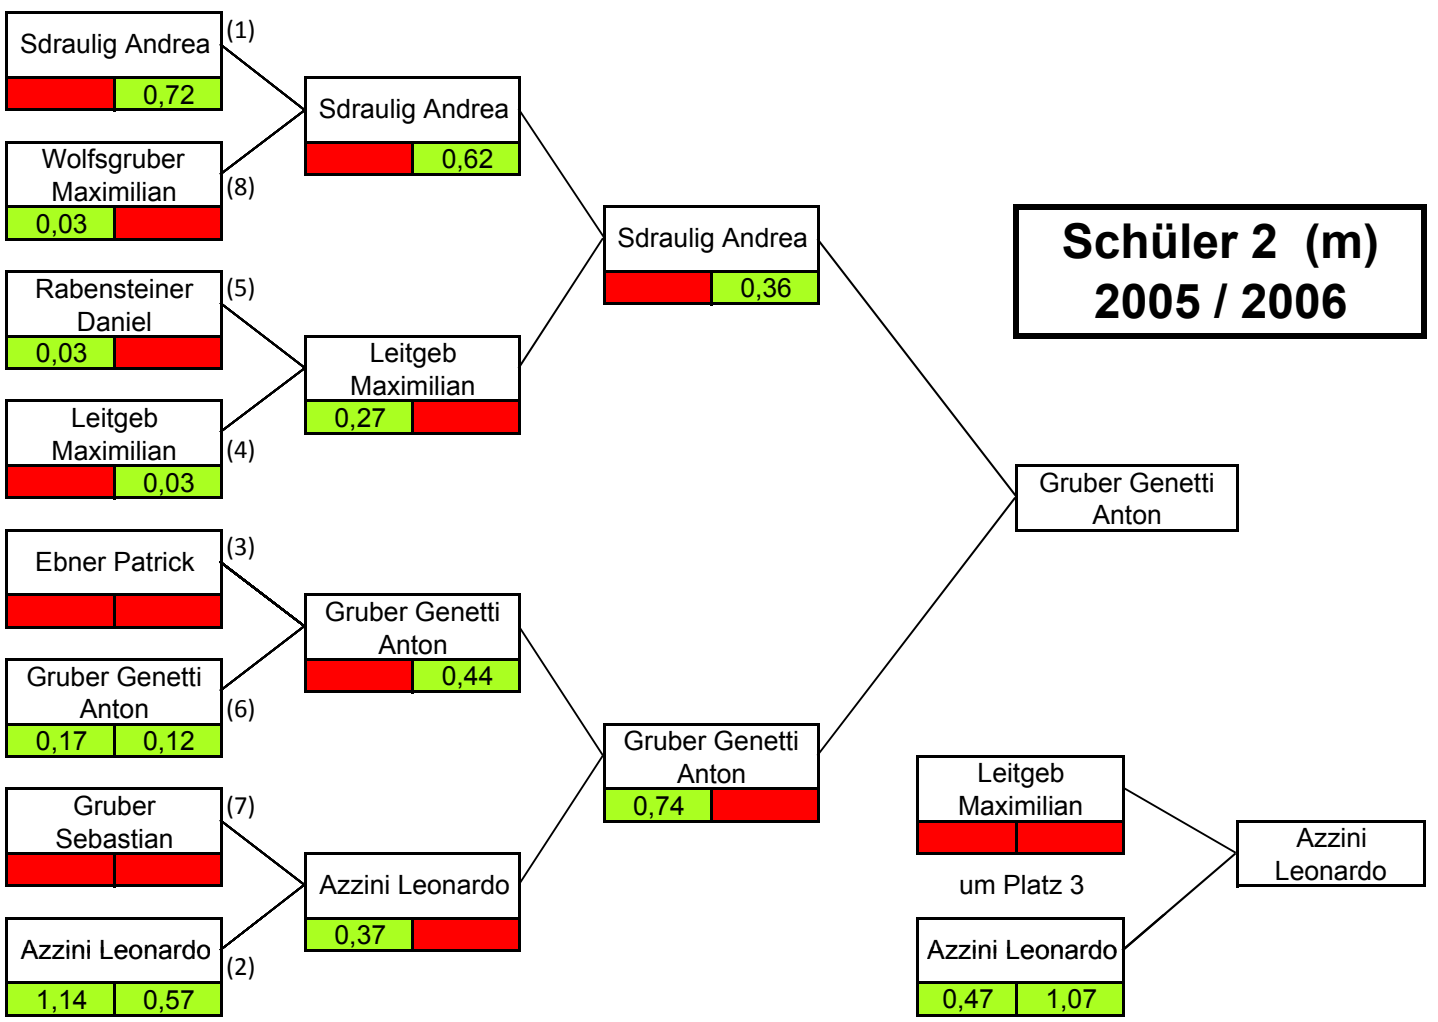 Sdraulig Andrea
(1)
0,72
Wolfsgruber
Maximilian
(8)
0,03
Rabensteiner
Daniel
(5)
0,03
Leitgeb
Maximilian
(4)
0,03
Ebner Patrick
(3)
Gruber Genetti
Anton
(6)
0,17 0,12
Gruber
Sebastian
(7)
Azzini Leonardo
(2)
1,14 0,57
Sdraulig Andrea
0,62
Leitgeb
Maximilian
0,27
Gruber Genetti
Anton
0,44
Azzini Leonardo
0,37
Sdraulig Andrea
0,36
Gruber Genetti
Anton
0,74
Schüler 2 (m)
2005 / 2006
Gruber Genetti
Anton
Leitgeb
Maximilian
um Platz 3
Azzini Leonardo
0,47 1,07
Azzini
Leonardo